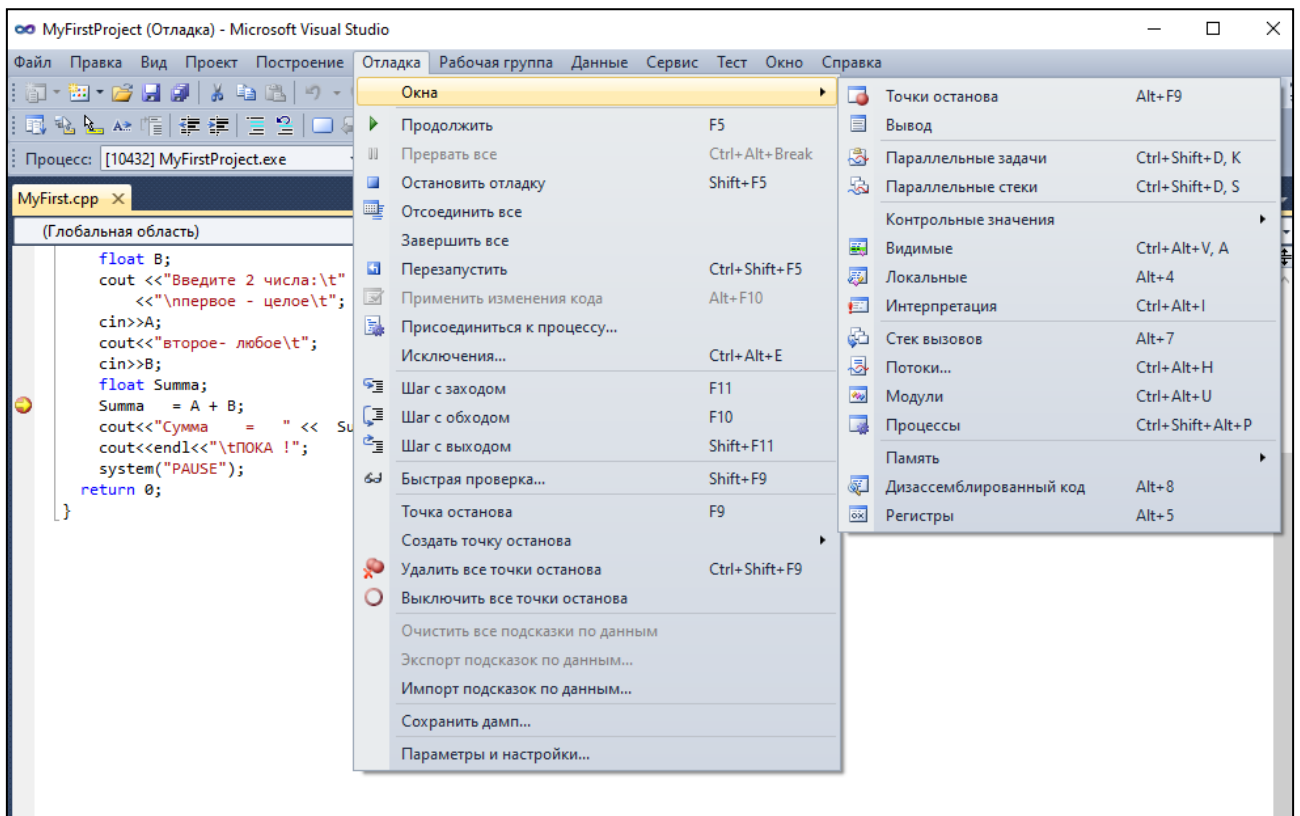 MyFirstProject (Отладка) - Microsoft Visual Studio
Файл Правка Вид Проект Построение Отладка Рабочая группа Данные Сервис Тест Окно Справка
Процесс: [10432] MyFirstProject.exe
MyFirst.cpp
(Глобальная область)
float B;
cout <<"Введите 2 числа:\t"
<<"\nпервое - целое\t";
cin>>A;
cout<<"второе- любое\t";
cin>>B;
float Summa;
Summa = A + B;
cout<<"Сумма = " << Su
cout<<endl<<"\tПОКА !";
system("PAUSE");
return 0;
}
Окна
Продолжить F5
Прервать все Ctrl+Alt+Break
Остановить отладку Shift+F5
Отсоединить все
Завершить все
Перезапустить Ctrl+Shift+F5
Применить изменения кода Alt+F10
Присоединиться к процессу...
Исключения... Ctrl+Alt+E
Шаг с заходом F11
Шаг с обходом F10
Шаг с выходом Shift+F11
Быстрая проверка... Shift+F9
Точка останова F9
Создать точку останова
Удалить все точки останова Ctrl+Shift+F9
Выключить все точки останова
Очистить все подсказки по данным
Экспорт подсказок по данным...
Импорт подсказок по данным...
Сохранить дамп...
Параметры и настройки...
Точки останова Alt+F9
Вывод
Параллельные задачи Ctrl+Shift+D, K
Параллельные стеки Ctrl+Shift+D, S
Контрольные значения
Видимые Ctrl+Alt+V, A
Локальные Alt+4
Интерпретация Ctrl+Alt+I
Стек вызовов Alt+7
Потоки... Ctrl+Alt+H
Модули Ctrl+Alt+U
Процессы Ctrl+Shift+Alt+P
Память
Дизассемблированный код Alt+8
Регистры Alt+5